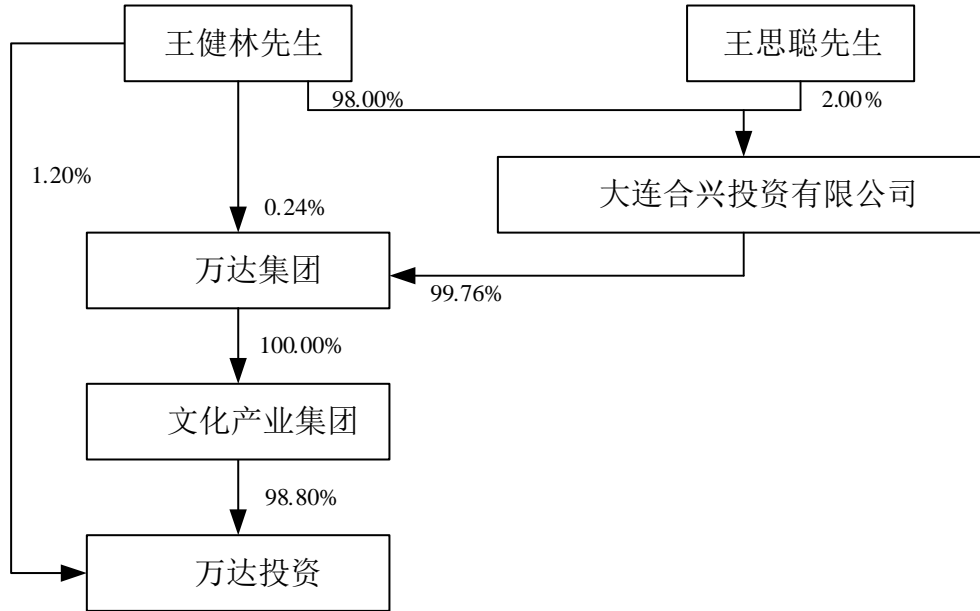 王健林先生
王思聪先生
98.00%
2.00%
1.20%
大连合兴投资有限公司
0.24%
万达集团
99.76%
100.00%
文化产业集团
98.80%
万达投资